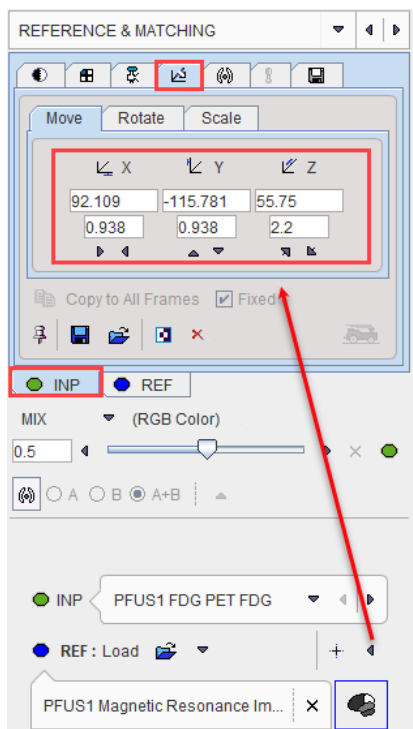 REFERENCE & MATCHING
Move Rotate Scale
X Y Z
92.109 -115.781 55.75
0.938 0.938 2.2
Copy to All Frames Fixed
INP REF
MIX (RGB Color)
0.5
A B A+B
INP PFUS1 FDG PET FDG
REF : Load
PFUS1 Magnetic Resonance Im...